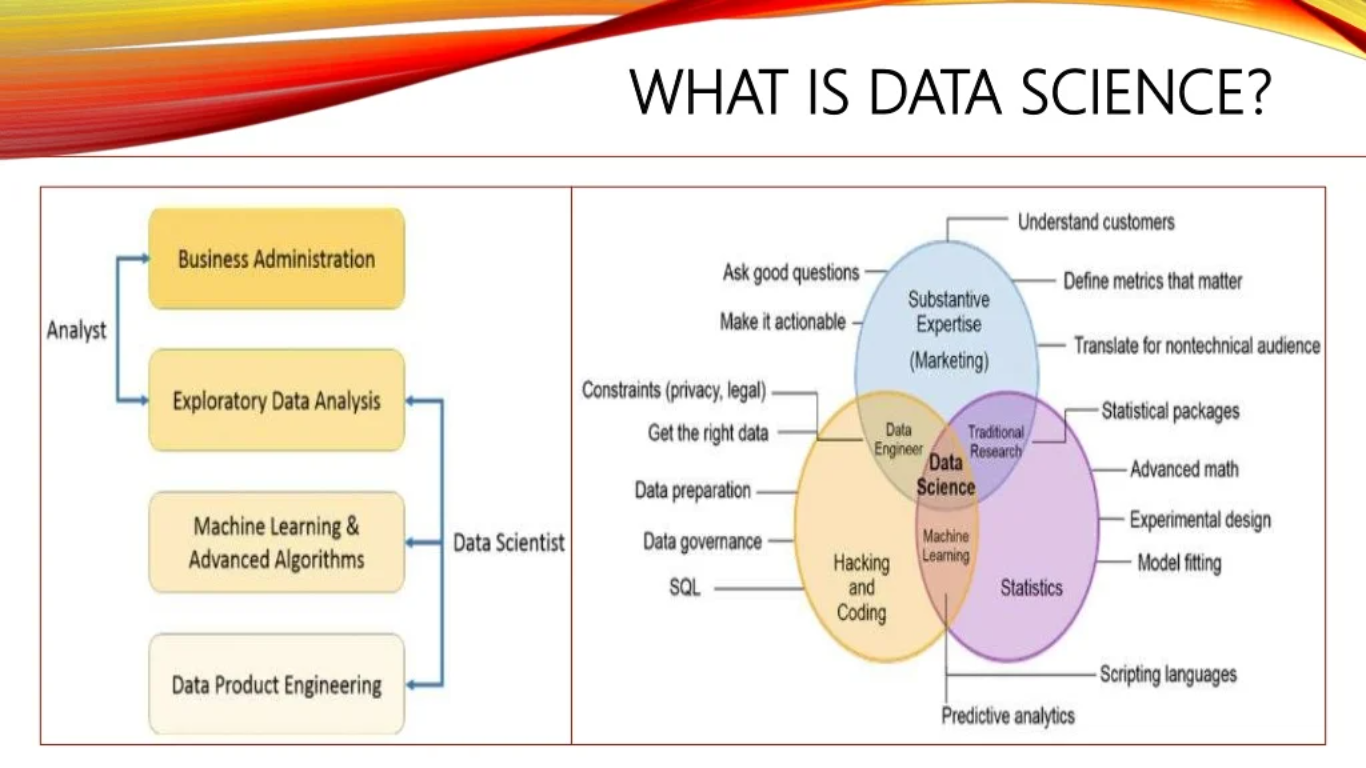 WHAT IS DATA SCIENCE?
Business Administration
Analyst
Exploratory Data Analysis
Machine Learning &
Advanced Algorithms
Data Scientist
Data Product Engineering
Understand customers
Ask good questions
Define metrics that matter
Make it actionable
Translate for nontechnical audience
Substantive
Expertise
(Marketing)
Constraints (privacy, legal)
Get the right data
Data preparation
Data governance
SQL
Data
Engineer
Traditional
Research
Data
Science
Machine
Learning
Hacking
and
Coding
Statistics
Statistical packages
Advanced math
Experimental design
Model fitting
Scripting languages
Predictive analytics